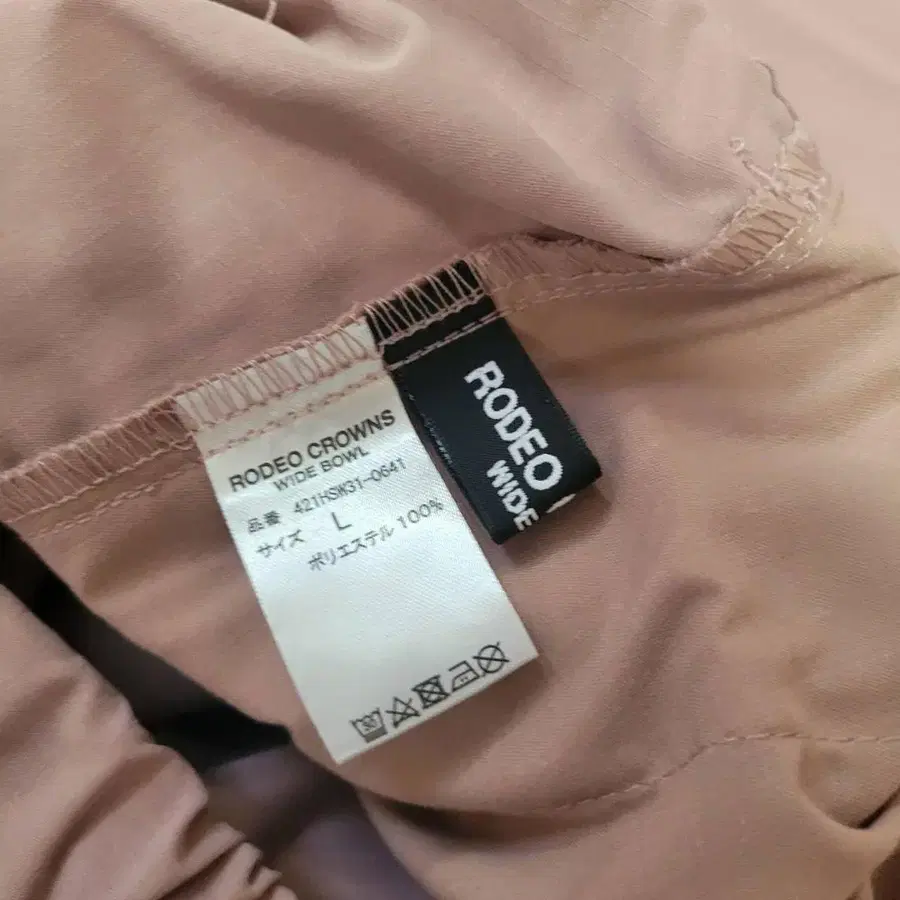 RODEO CROWNS
WIDE BOWL
品番 421HSW31-0641
サイズ L
ポリエステル 100%
RODEO
WIDE